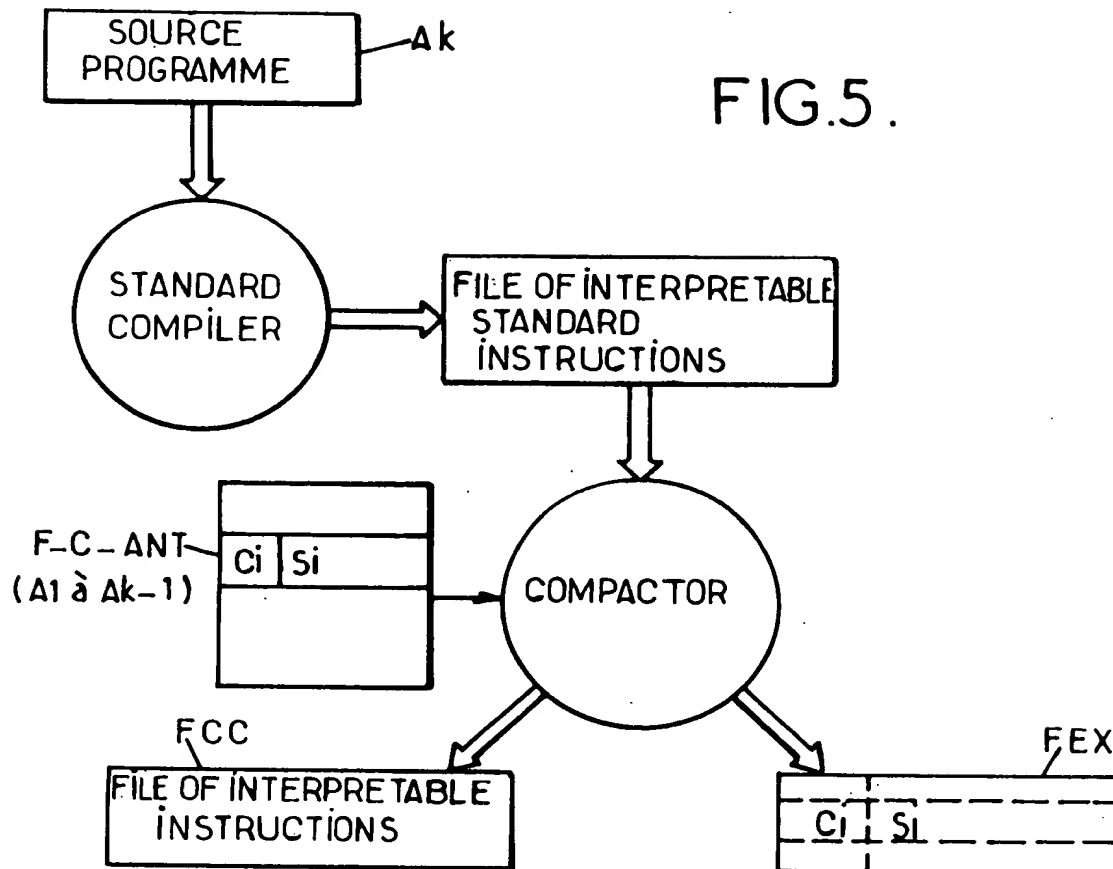 SOURCE
PROGRAMME
Ak
FIG.5.
STANDARD
COMPILER
FILE OF INTERPRETABLE
STANDARD
INSTRUCTIONS
F-C-ANT
(A1 à Ak-1)
Ci Si
COMPACTOR
FCC
FILE OF INTERPRETABLE
INSTRUCTIONS
FEX
Ci Si